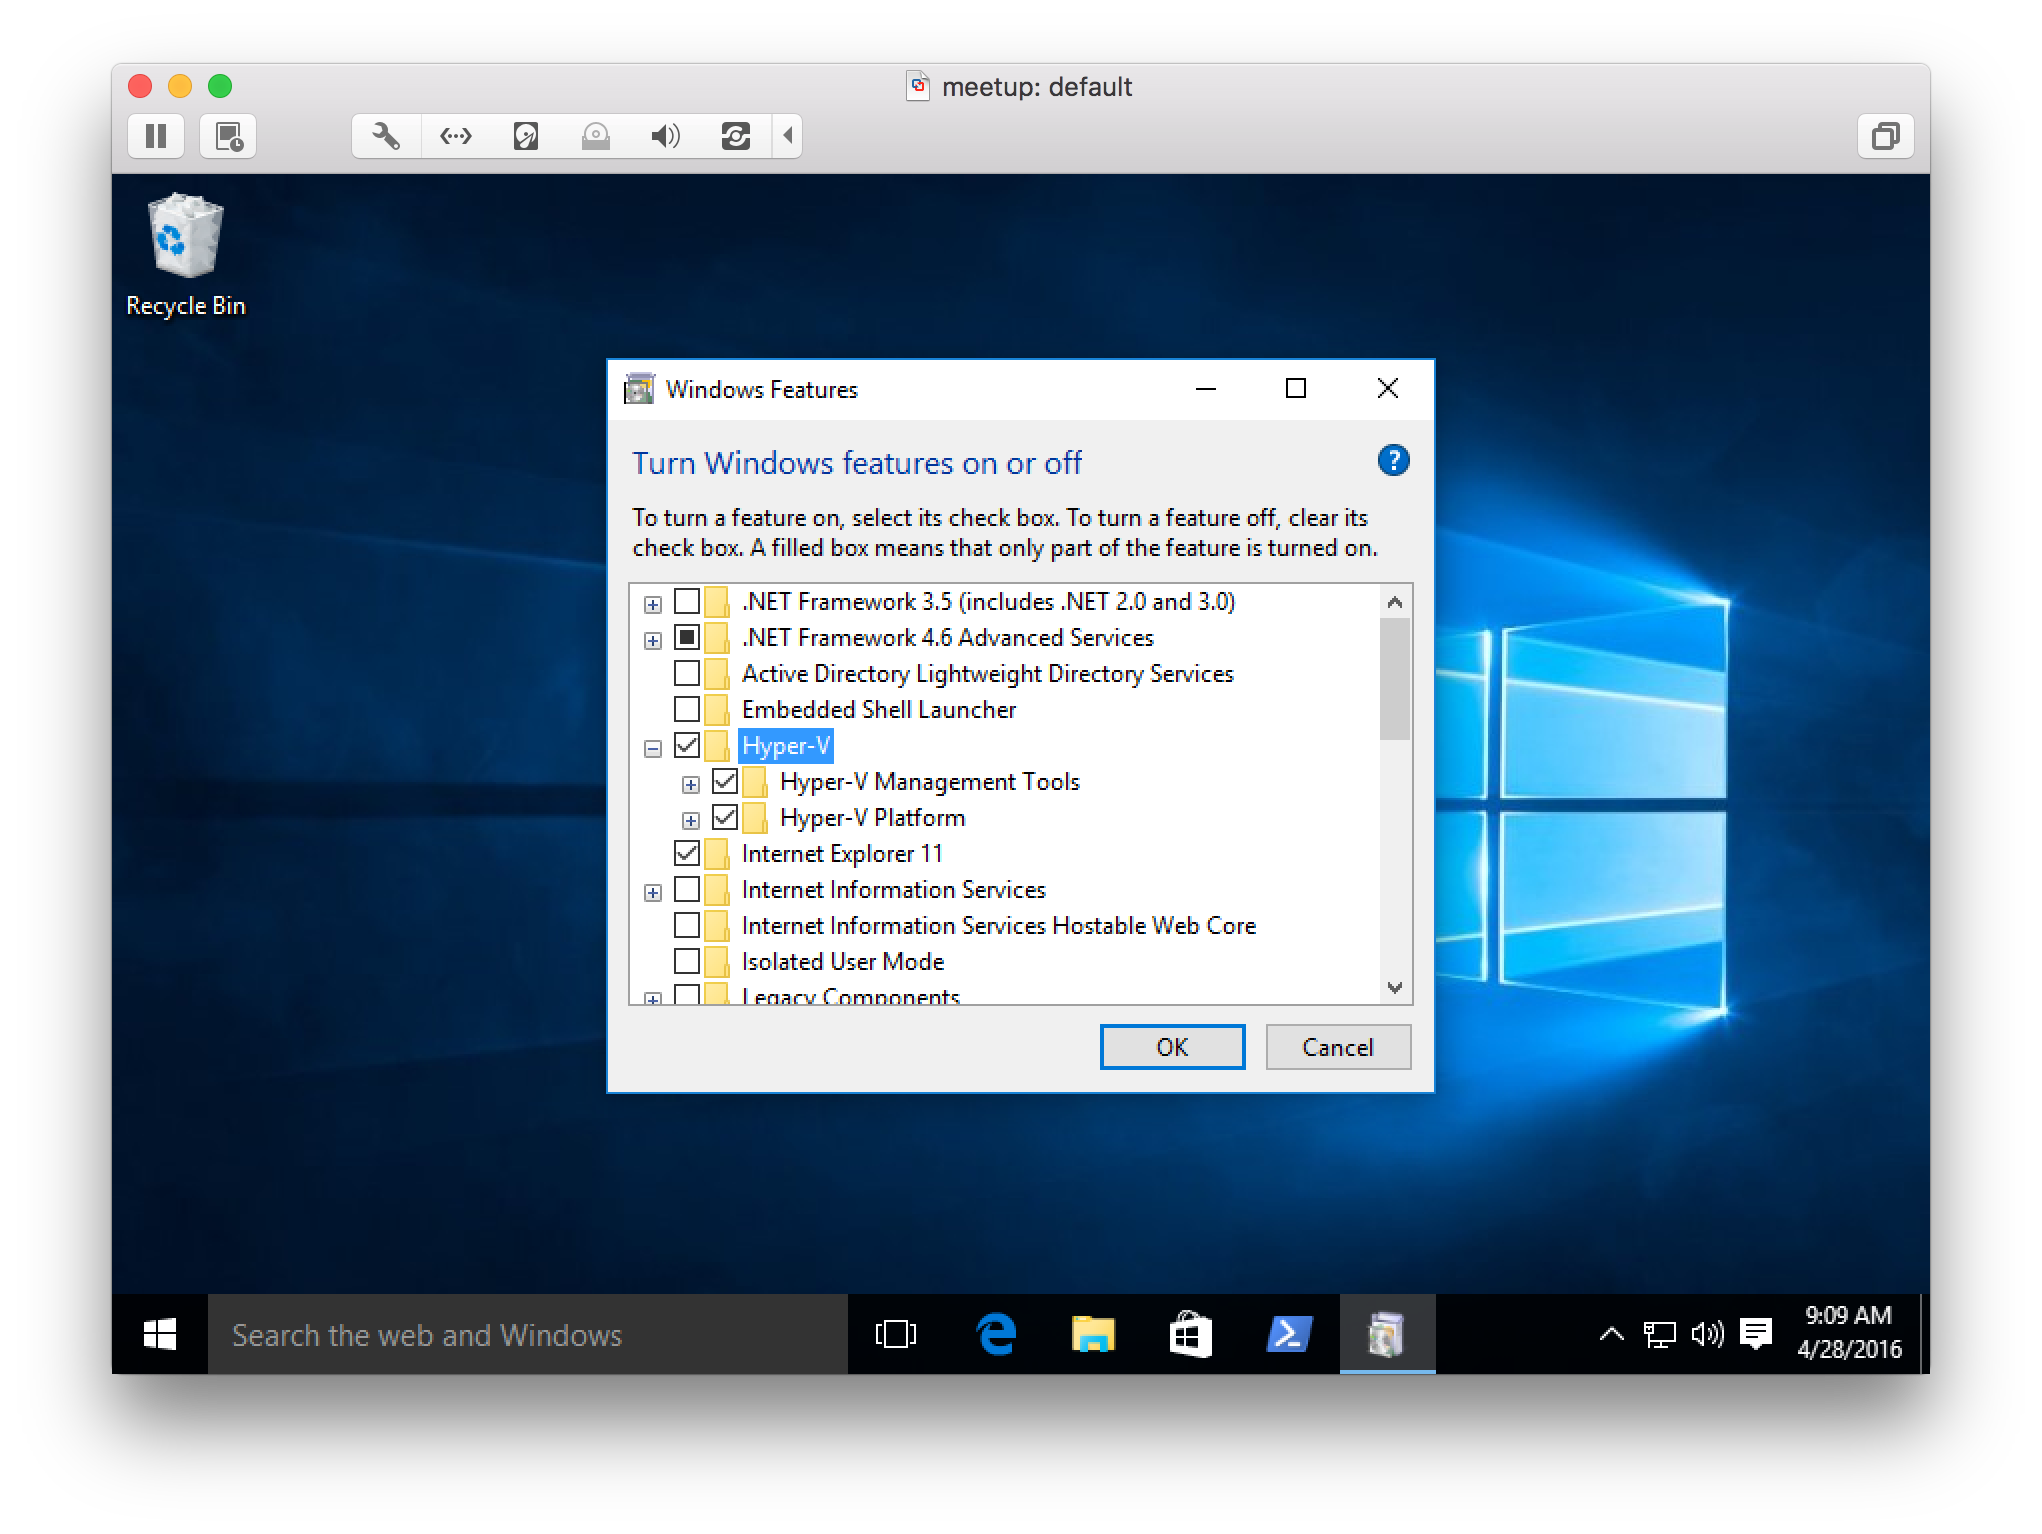 meetup: default
Recycle Bin
Windows Features
Turn Windows features on or off
?
To turn a feature on, select its check box. To turn a feature off, clear its
check box. A filled box means that only part of the feature is turned on.
.NET Framework 3.5 (includes .NET 2.0 and 3.0)
.NET Framework 4.6 Advanced Services
Active Directory Lightweight Directory Services
Embedded Shell Launcher
Hyper-V
Hyper-V Management Tools
Hyper-V Platform
Internet Explorer 11
Internet Information Services
Internet Information Services Hostable Web Core
Isolated User Mode
Legacy Components
OK
Cancel
Search the web and Windows
9:09 AM
4/28/2016